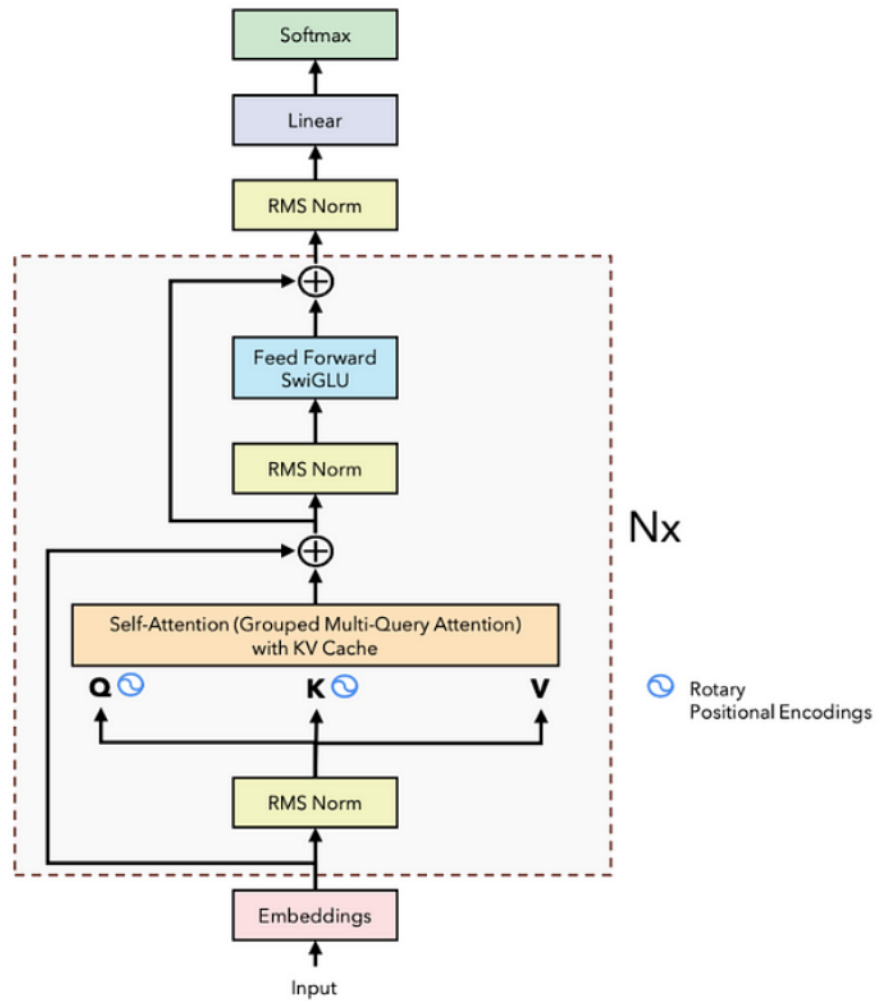 Softmax
Linear
RMS Norm
Feed Forward
SwiGLU
RMS Norm
Nx
Self-Attention (Grouped Multi-Query Attention)
with KV Cache
Q K V
Rotary
Positional Encodings
RMS Norm
Embeddings
Input